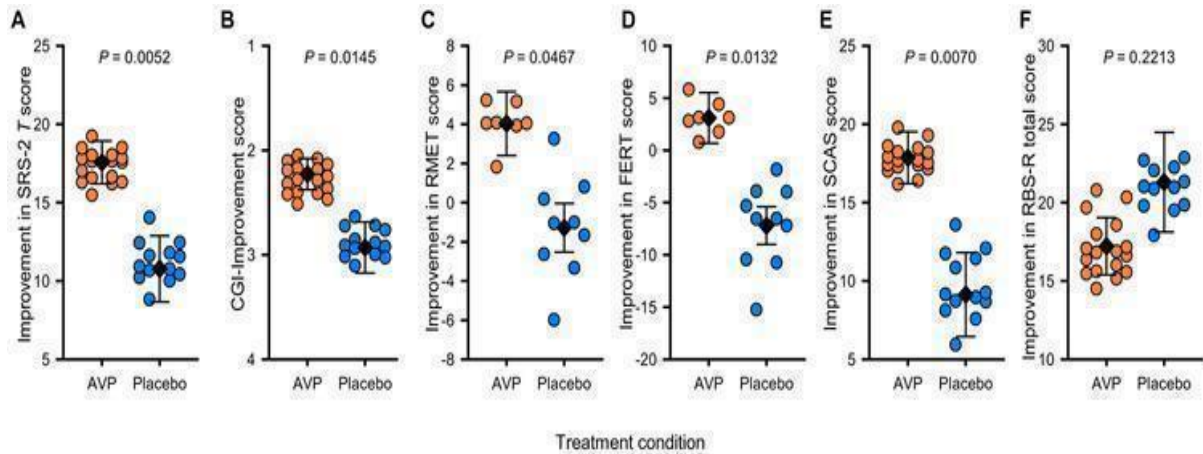 A
Improvement in SRS-2 T score
25
20
15
10
5
P = 0.0052
AVP
Placebo
B
CGI-Improvement score
1
2
3
4
P = 0.0145
AVP
Placebo
C
Improvement in RMET score
8
6
4
2
0
-2
-4
-6
-8
P = 0.0467
AVP
Placebo
D
Improvement in FERT score
10
5
0
-5
-10
-15
-20
P = 0.0132
AVP
Placebo
E
Improvement in SCAS score
25
20
15
10
5
P = 0.0070
AVP
Placebo
F
Improvement in RBS-R total score
30
25
20
15
10
P = 0.2213
AVP
Placebo
Treatment condition